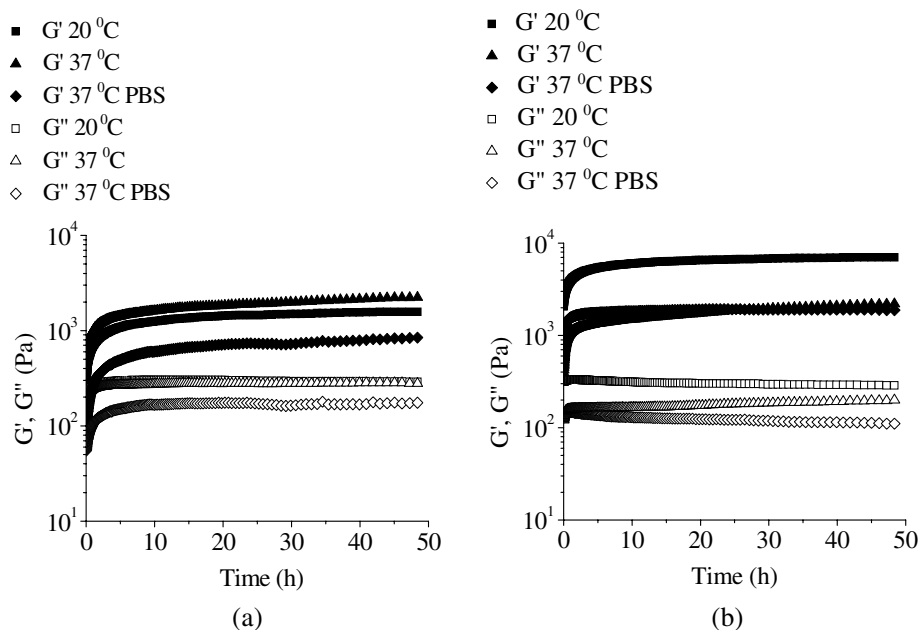 G' 20 ⁰C
G' 37 ⁰C
G' 37 ⁰C PBS
G" 20 ⁰C
G" 37 ⁰C
G" 37 ⁰C PBS
10⁴
10³
10²
10¹
G', G" (Pa)
0 10 20 30 40 50
Time (h)
(a)
G' 20 ⁰C
G' 37 ⁰C
G' 37 ⁰C PBS
G" 20 ⁰C
G" 37 ⁰C
G" 37 ⁰C PBS
10⁴
10³
10²
10¹
G', G" (Pa)
0 10 20 30 40 50
Time (h)
(b)